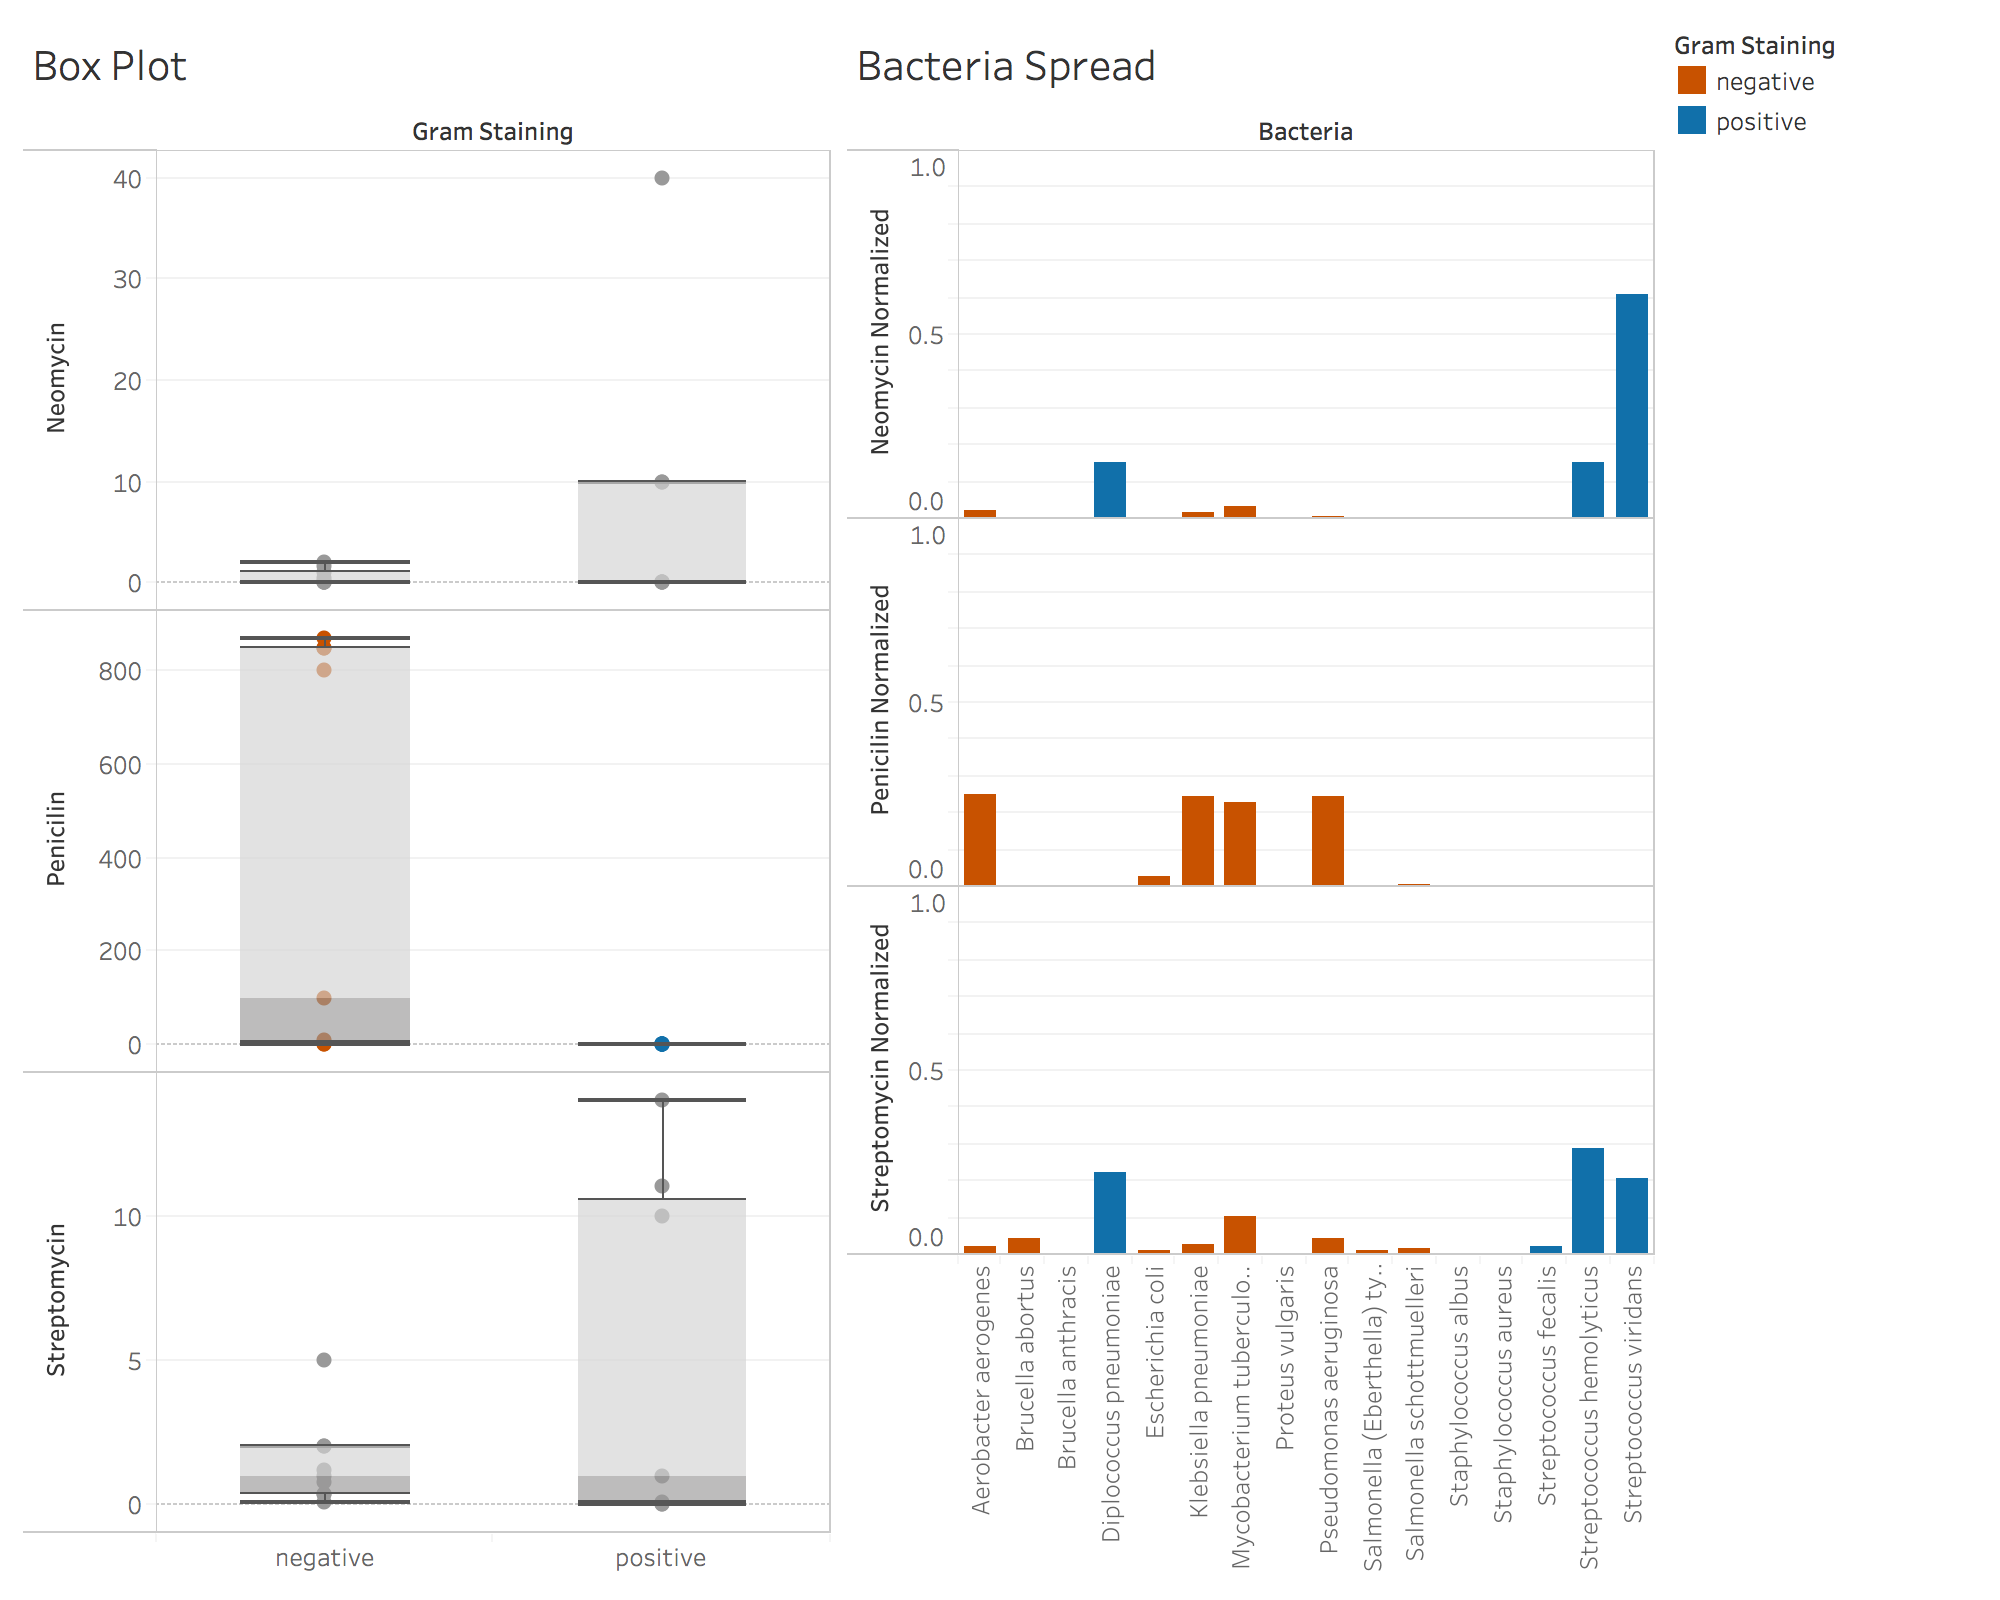 Box Plot
Gram Staining
Neomycin
40
30
20
10
0
Penicilin
800
600
400
200
0
Streptomycin
10
5
0
negative
positive
Bacteria Spread
Bacteria
Neomycin Normalized
1.0
0.5
0.0
Penicilin Normalized
1.0
0.5
0.0
Streptomycin Normalized
1.0
0.5
0.0
Aerobacter aerogenes
Brucella abortus
Brucella anthracis
Diplococcus pneumoniae
Escherichia coli
Klebsiella pneumoniae
Mycobacterium tuberculo..
Proteus vulgaris
Pseudomonas aeruginosa
Salmonella (Eberthella) ty..
Salmonella schottmuelleri
Staphylococcus albus
Staphylococcus aureus
Streptococcus fecalis
Streptococcus hemolyticus
Streptococcus viridans
Gram Staining
negative
positive